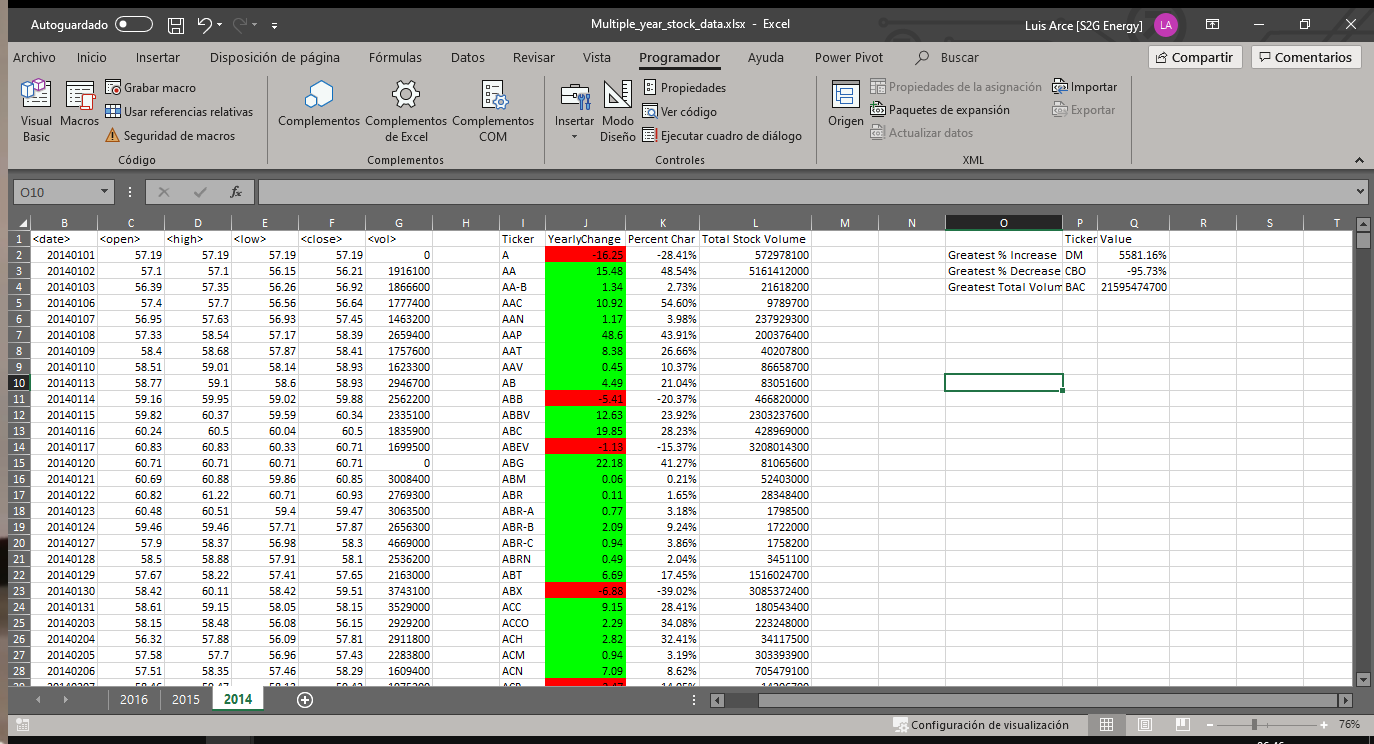 Autoguardado
Multiple_year_stock_data.xlsx - Excel
Luis Arce [S2G Energy] LA
Archivo Inicio Insertar Disposición de página Fórmulas Datos Revisar Vista Programador Ayuda Power Pivot Buscar Compartir Comentarios
Visual Basic
Macros
Grabar macro
Usar referencias relativas
Seguridad de macros
Código
Complementos
Complementos de Excel
Complementos COM
Complementos
Insertar
Modo Diseño
Propiedades
Ver código
Ejecutar cuadro de diálogo
Controles
Origen
Propiedades de la asignación
Paquetes de expansión
Actualizar datos
Importar
Exportar
XML
O10 fx
B C D E F G H I J K L M N O P Q R S T
1 <date> <open> <high> <low> <close> <vol> Ticker YearlyChange Percent Char Total Stock Volume Ticker Value
2 20140101 57.19 57.19 57.19 57.19 0 A -16.25 -28.41% 572978100 Greatest % Increase DM 5581.16%
3 20140102 57.1 57.1 56.15 56.21 1916100 AA 15.48 48.54% 5161412000 Greatest % Decrease CBO -95.73%
4 20140103 56.39 57.35 56.26 56.92 1866600 AA-B 1.34 2.73% 21618200 Greatest Total Volum BAC 21595474700
5 20140106 57.4 57.7 56.56 56.64 1777400 AAC 10.92 54.60% 9789700
6 20140107 56.95 57.63 56.93 57.45 1463200 AAN 1.17 3.98% 237929300
7 20140108 57.33 58.54 57.17 58.39 2659400 AAP 48.6 43.91% 200376400
8 20140109 58.4 58.68 57.87 58.41 1757600 AAT 8.38 26.66% 40207800
9 20140110 58.51 59.01 58.14 58.93 1623300 AAV 0.45 10.37% 86658700
10 20140113 58.77 59.1 58.6 58.93 2946700 AB 4.49 21.04% 83051600
11 20140114 59.16 59.95 59.02 59.88 2562200 ABB -5.41 -20.37% 466820000
12 20140115 59.82 60.37 59.59 60.34 2335100 ABBV 12.63 23.92% 2303237600
13 20140116 60.24 60.5 60.04 60.5 1835900 ABC 19.85 28.23% 428969000
14 20140117 60.83 60.83 60.33 60.71 1699500 ABEV -1.13 -15.37% 3208014300
15 20140120 60.71 60.71 60.71 60.71 0 ABG 22.18 41.27% 81065600
16 20140121 60.69 60.88 59.86 60.85 3008400 ABM 0.06 0.21% 52403000
17 20140122 60.82 61.22 60.71 60.93 2769300 ABR 0.11 1.65% 28348400
18 20140123 60.48 60.51 59.4 59.47 3063500 ABR-A 0.77 3.18% 1798500
19 20140124 59.46 59.46 57.71 57.87 2656300 ABR-B 2.09 9.24% 1722000
20 20140127 57.9 58.37 56.98 58.3 4669000 ABR-C 0.94 3.86% 1758200
21 20140128 58.5 58.88 57.91 58.1 2536200 ABRN 0.49 2.04% 3451100
22 20140129 57.67 58.22 57.41 57.65 2163000 ABT 6.69 17.45% 1516024700
23 20140130 58.42 60.11 58.42 59.51 3743100 ABX -6.88 -39.02% 3085372400
24 20140131 58.61 59.15 58.05 58.15 3529000 ACC 9.15 28.41% 180543400
25 20140203 58.15 58.48 56.08 56.15 2929200 ACCO 2.29 34.08% 223248000
26 20140204 56.32 57.88 56.09 57.81 2911800 ACH 2.82 32.41% 34117500
27 20140205 57.58 57.7 56.96 57.43 2283800 ACM 0.94 3.19% 303393900
28 20140206 57.51 58.35 57.46 58.29 1609400 ACN 7.09 8.62% 705479100
2016 2015 2014
Configuración de visualización 76%